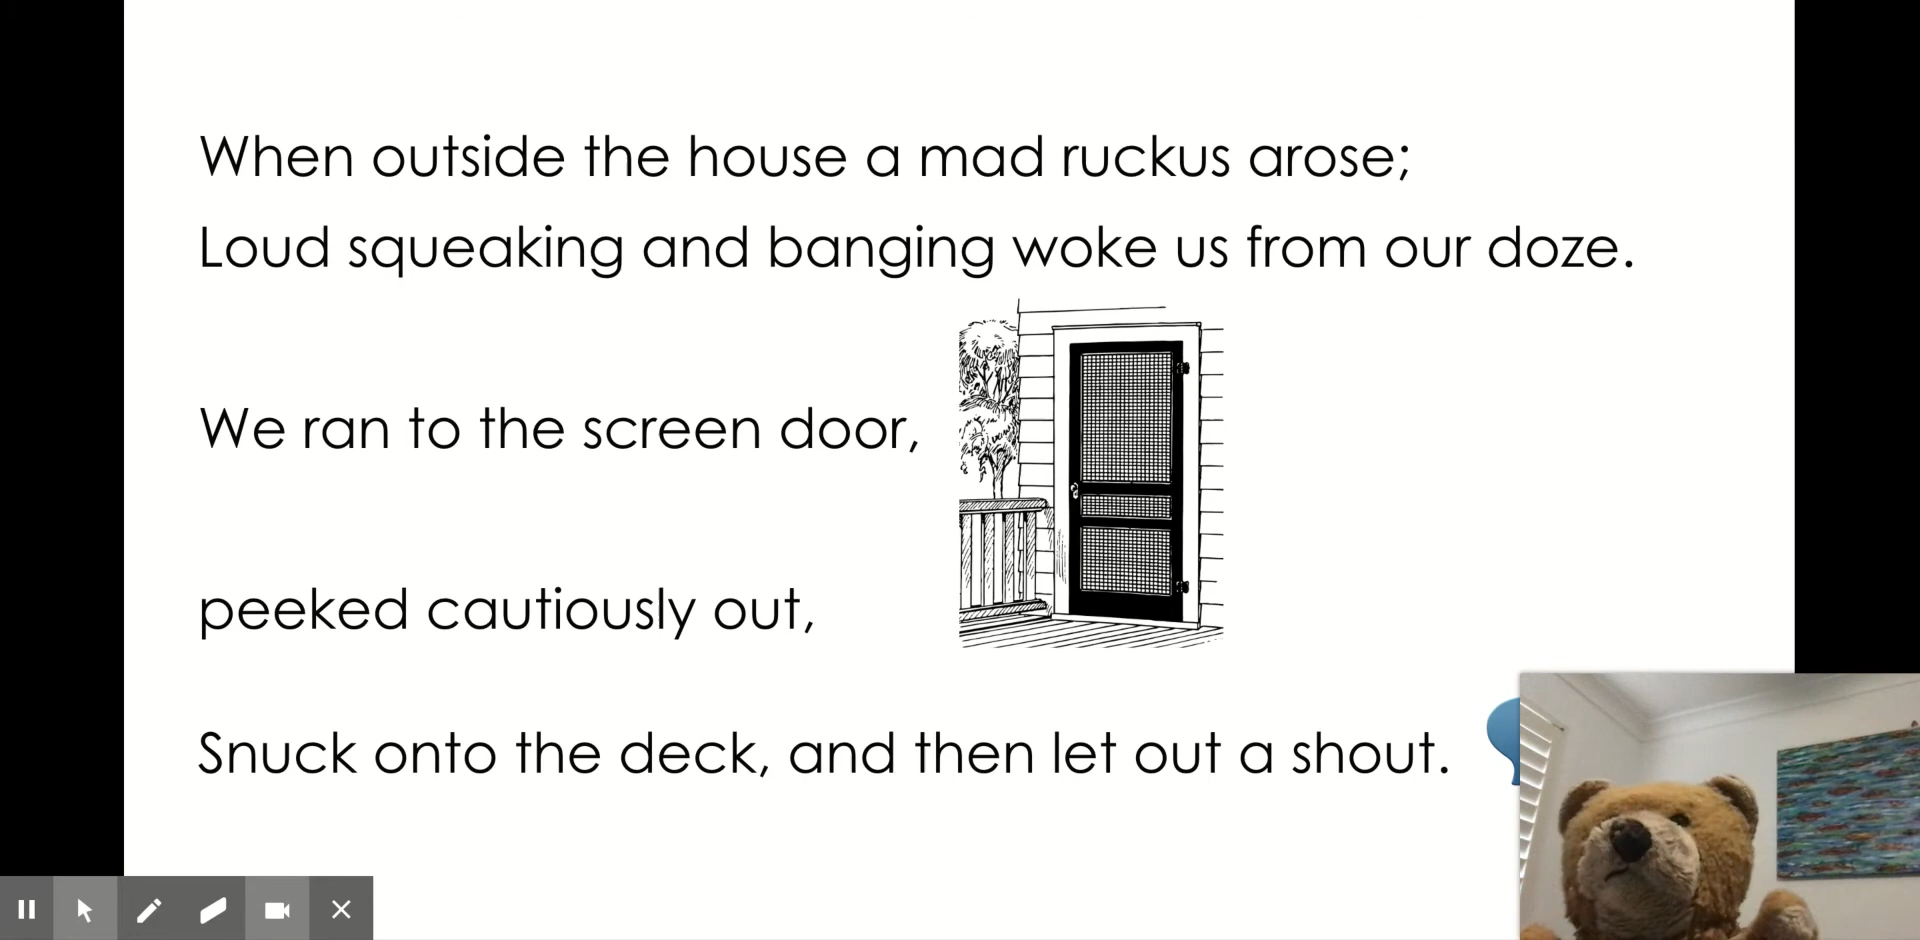 When outside the house a mad ruckus arose;
Loud squeaking and banging woke us from our doze.
We ran to the screen door,
peeked cautiously out,
Snuck onto the deck, and then let out a shout.